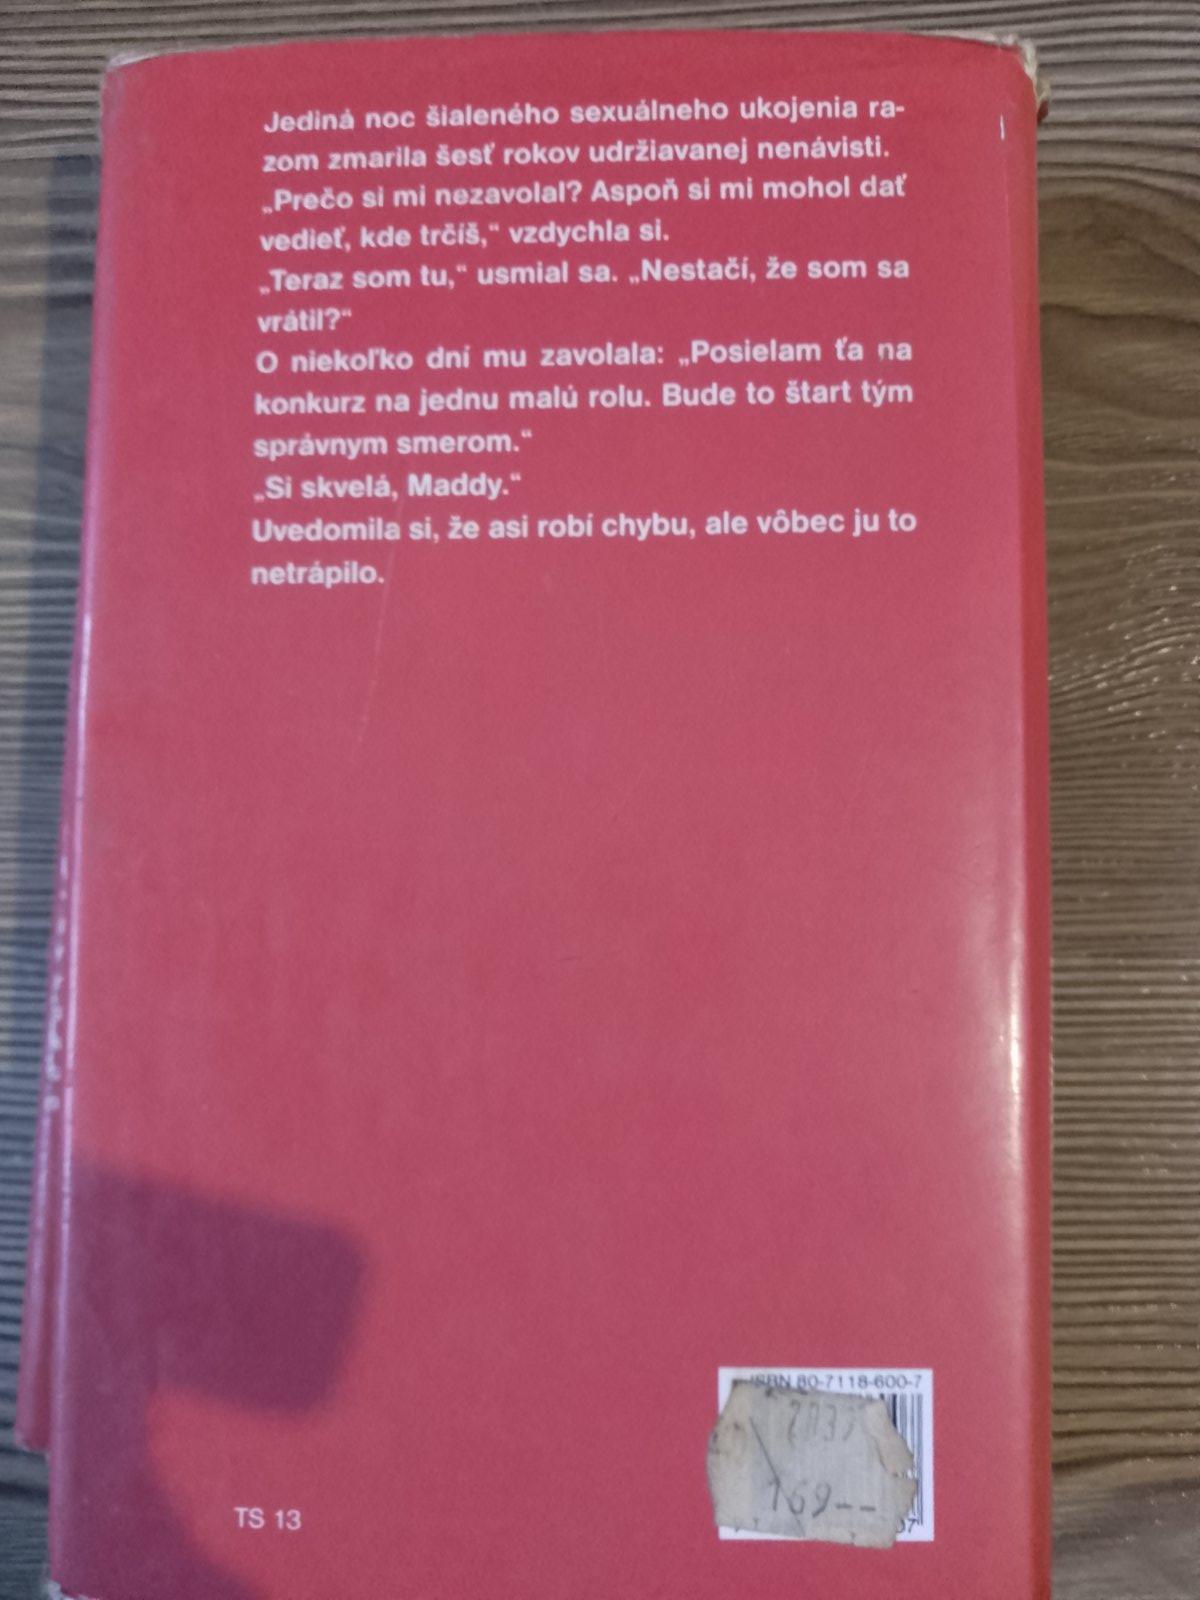 Jediná noc šialeného sexuálneho ukojenia ra-
zom zmarila šesť rokov udržiavanej nenávisti.
„Prečo si mi nezavolal? Aspoň si mi mohol dať
vedieť, kde trčíš,“ vzdychla si.
„Teraz som tu,“ usmial sa. „Nestačí, že som sa
vrátil?“
O niekoľko dní mu zavolala: „Posielam ťa na
konkurz na jednu malú rolu. Bude to štart tým
správnym smerom.“
„Si skvelá, Maddy.“
Uvedomila si, že asi robí chybu, ale vôbec ju to
netrápilo.
ISBN 80-7118-600-7
169--
TS 13